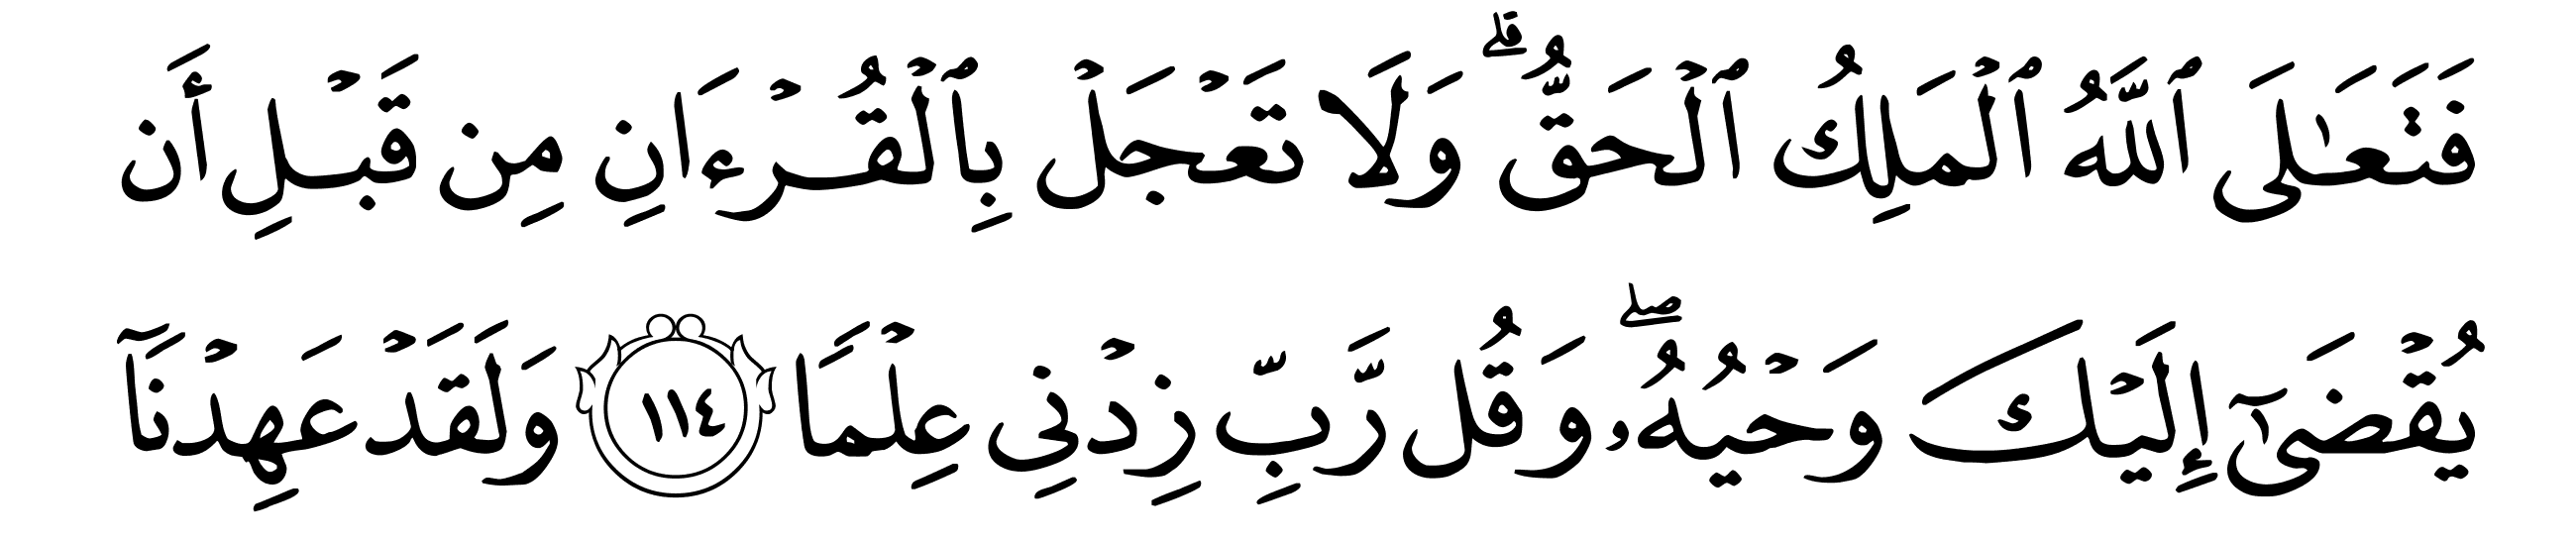 فَتَعَٰلَى ٱللَّهُ ٱلْمَلِكُ ٱلْحَقُّ ۗ وَلَا تَعْجَلْ بِٱلْقُرْءَانِ مِن قَبْلِ أَن
يُقْضَىٰٓ إِلَيْكَ وَحْيُهُۥ ۖ وَقُل رَّبِّ زِدْنِى عِلْمًا ١١٤ وَلَقَدْ عَهِدْنَآ